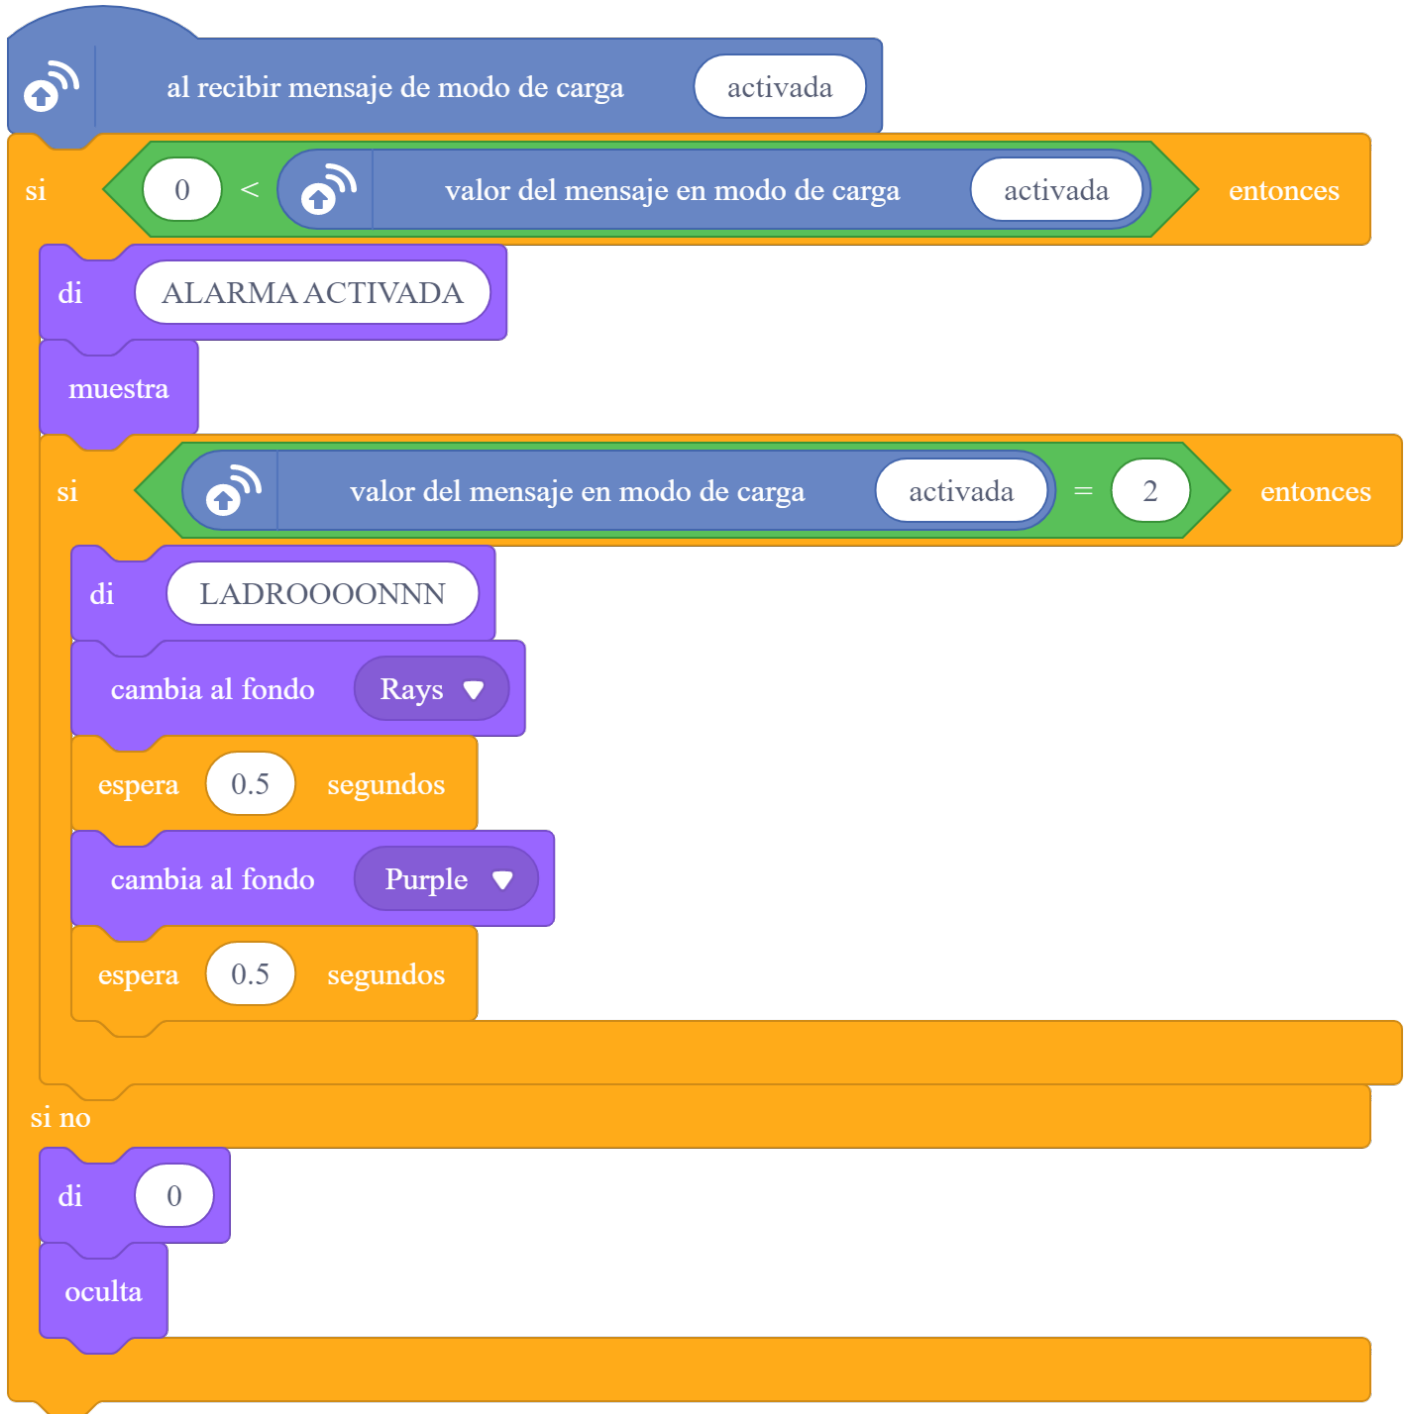 al recibir mensaje de modo de carga activada
si 0 < valor del mensaje en modo de carga activada entonces
di ALARMA ACTIVADA
muestra
si valor del mensaje en modo de carga activada = 2 entonces
di LADROOOONNN
cambia al fondo Rays
espera 0.5 segundos
cambia al fondo Purple
espera 0.5 segundos
si no
di 0
oculta